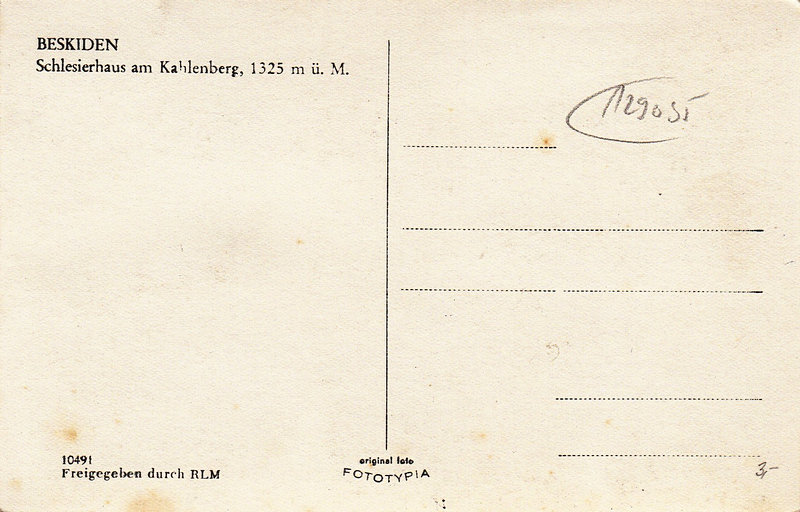 BESKIDEN
Schlesierhaus am Kahlenberg, 1325 m ü. M.
10491
Freigegeben durch RLM
original foto
FOTOTYPIA
3,-